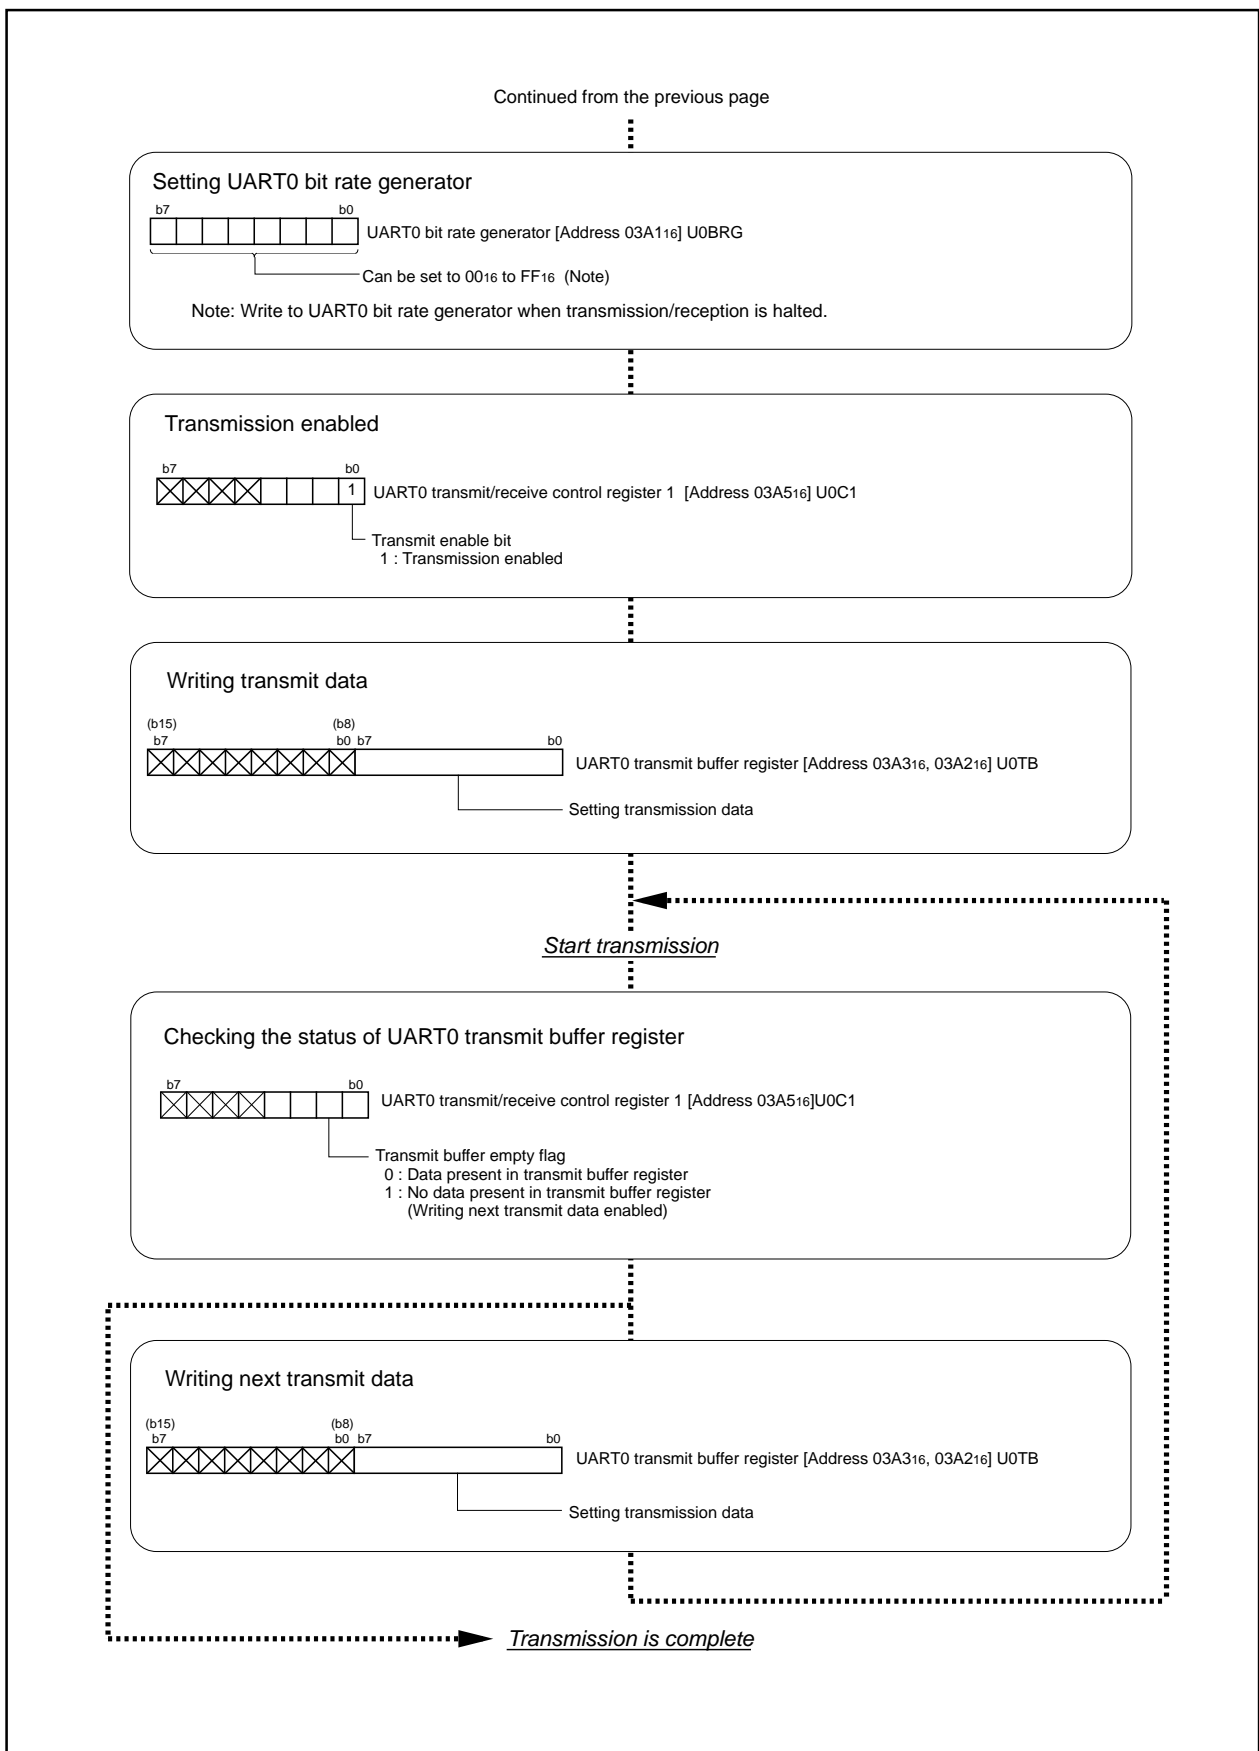 Continued from the previous page
Setting UART0 bit rate generator
b7 b0
UART0 bit rate generator [Address 03A116] U0BRG
Can be set to 0016 to FF16 (Note)
Note: Write to UART0 bit rate generator when transmission/reception is halted.
Transmission enabled
b7 b0
1 UART0 transmit/receive control register 1 [Address 03A516] U0C1
Transmit enable bit
1 : Transmission enabled
Writing transmit data
(b15) (b8)
b7 b0 b7 b0
UART0 transmit buffer register [Address 03A316, 03A216] U0TB
Setting transmission data
Start transmission
Checking the status of UART0 transmit buffer register
b7 b0
UART0 transmit/receive control register 1 [Address 03A516]U0C1
Transmit buffer empty flag
0 : Data present in transmit buffer register
1 : No data present in transmit buffer register
(Writing next transmit data enabled)
Writing next transmit data
(b15) (b8)
b7 b0 b7 b0
UART0 transmit buffer register [Address 03A316, 03A216] U0TB
Setting transmission data
Transmission is complete